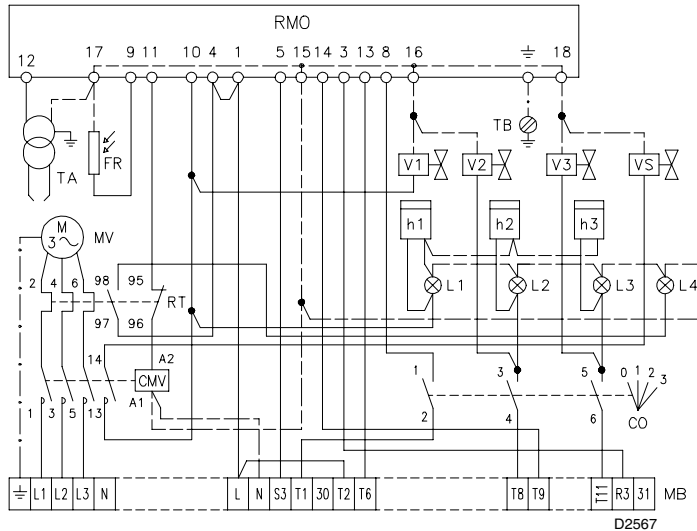 RMO
12 17 9 11 10 4 1 5 15 14 3 13 8 16 18
TB
FR
TA
V1 V2 V3 VS
h1 h2 h3
M
3
MV
2 4 6 98 95
L1 L2 L3 L4
RT
97 96
14 A2
CMV
A1
1 3 5 13
1 3 5 0 1 2 3
2 4 6 CO
L1 L2 L3 N L N S3 T1 30 T2 T6 T8 T9 T11 R3 31 MB
D2567